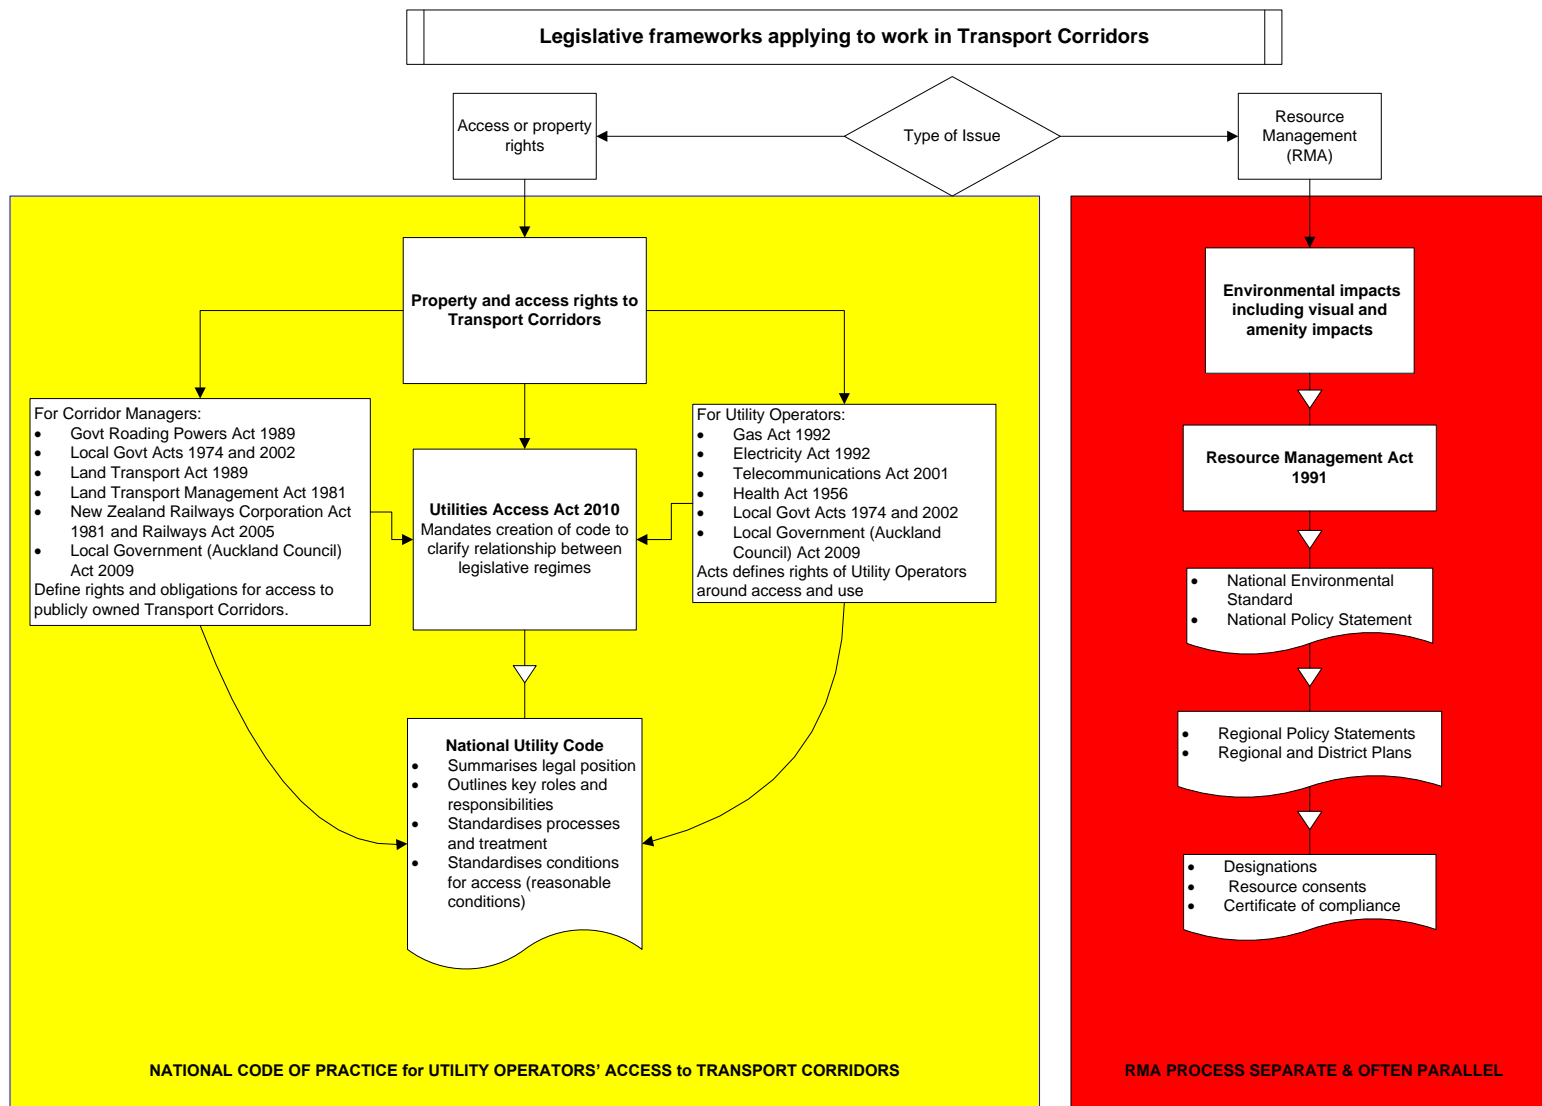 Legislative frameworks applying to work in Transport Corridors
Access or property
rights
Type of Issue
Resource
Management
(RMA)
Property and access rights to
Transport Corridors
For Corridor Managers:
• Govt Roading Powers Act 1989
• Local Govt Acts 1974 and 2002
• Land Transport Act 1989
• Land Transport Management Act 1981
• New Zealand Railways Corporation Act
1981 and Railways Act 2005
• Local Government (Auckland Council)
Act 2009
Define rights and obligations for access to
publicly owned Transport Corridors.
Utilities Access Act 2010
Mandates creation of code to
clarify relationship between
legislative regimes
For Utility Operators:
• Gas Act 1992
• Electricity Act 1992
• Telecommunications Act 2001
• Health Act 1956
• Local Govt Acts 1974 and 2002
• Local Government (Auckland
Council) Act 2009
Acts defines rights of Utility Operators
around access and use
National Utility Code
• Summarises legal position
• Outlines key roles and
responsibilities
• Standardises processes
and treatment
• Standardises conditions
for access (reasonable
conditions)
NATIONAL CODE OF PRACTICE for UTILITY OPERATORS’ ACCESS to TRANSPORT CORRIDORS
Environmental impacts
including visual and
amenity impacts
Resource Management Act
1991
• National Environmental
Standard
• National Policy Statement
• Regional Policy Statements
• Regional and District Plans
• Designations
• Resource consents
• Certificate of compliance
RMA PROCESS SEPARATE & OFTEN PARALLEL